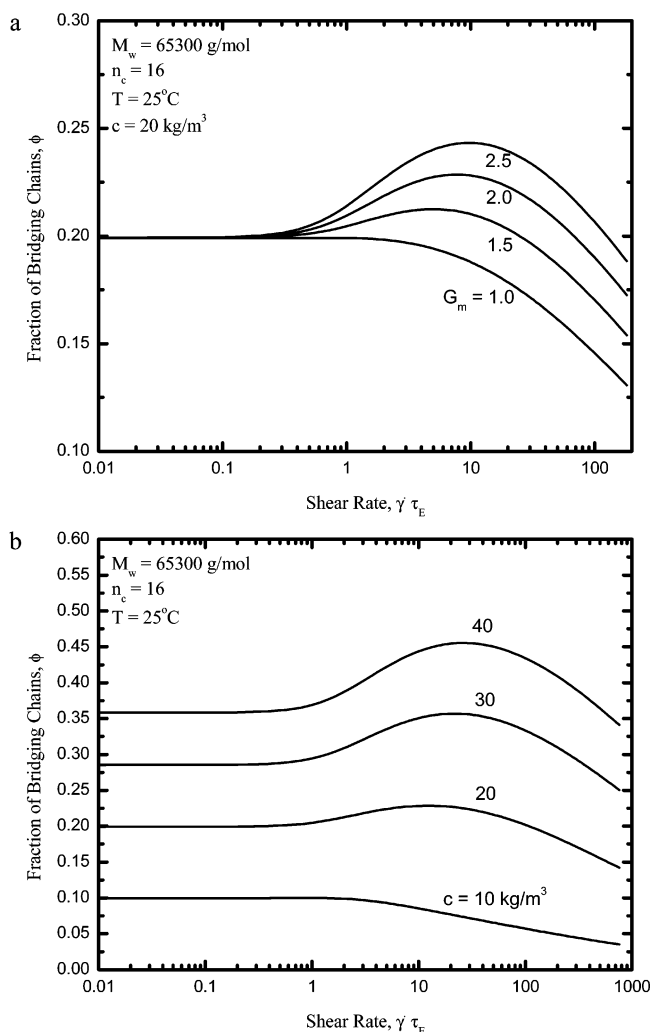 a
0.30
0.25
0.20
0.15
0.10
Fraction of Bridging Chains, ϕ
M_w = 65300 g/mol
n_c = 16
T = 25°C
c = 20 kg/m³
2.5
2.0
1.5
G_m = 1.0
0.01 0.1 1 10 100
Shear Rate, γ̇ τ_E
b
0.60
0.55
0.50
0.45
0.40
0.35
0.30
0.25
0.20
0.15
0.10
0.05
0.00
Fraction of Bridging Chains, ϕ
M_w = 65300 g/mol
n_c = 16
T = 25°C
40
30
20
c = 10 kg/m³
0.01 0.1 1 10 100 1000
Shear Rate, γ̇ τ_E